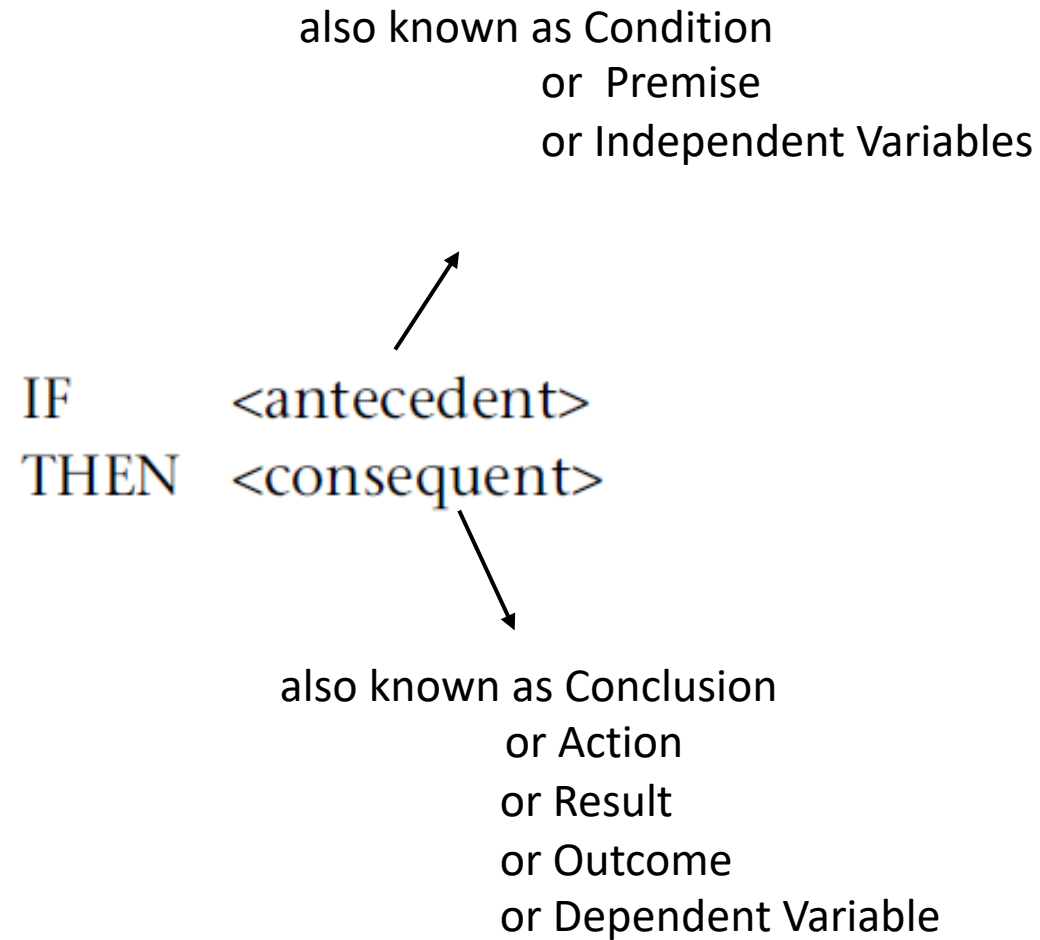 also known as Condition
or Premise
or Independent Variables
IF <antecedent>
THEN <consequent>
also known as Conclusion
or Action
or Result
or Outcome
or Dependent Variable